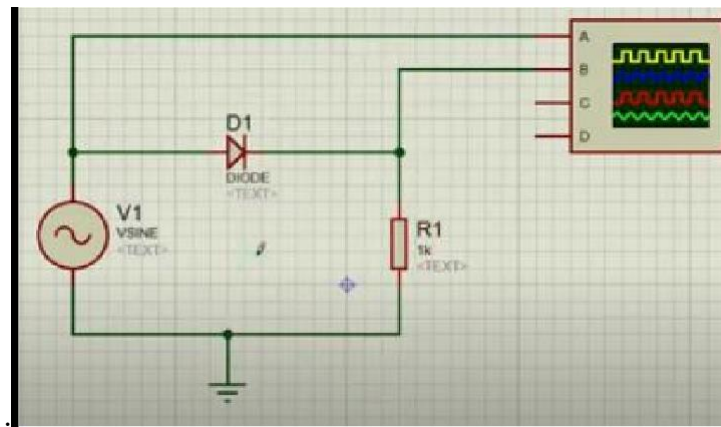 A
B
C
D
D1
DIODE
<TEXT>
V1
VSINE
<TEXT>
R1
1k
<TEXT>